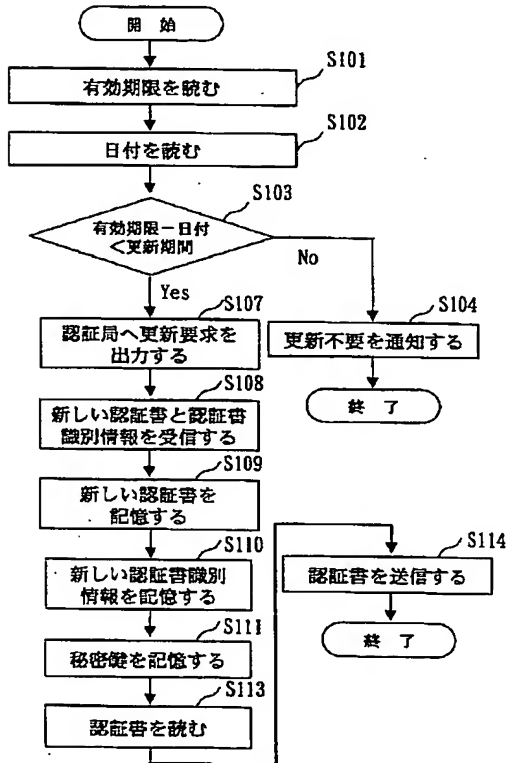 開 始
S101
有効期限を読む
S102
日付を読む
S103
有効期限－日付
＜更新期間
No
Yes
S107
認証局へ更新要求を
出力する
S104
更新不要を通知する
終 了
S108
新しい認証書と認証書
識別情報を受信する
S109
新しい認証書を
記憶する
S110
新しい認証書識別
情報を記憶する
S111
秘密鍵を記憶する
S113
認証書を読む
S114
認証書を送信する
終 了